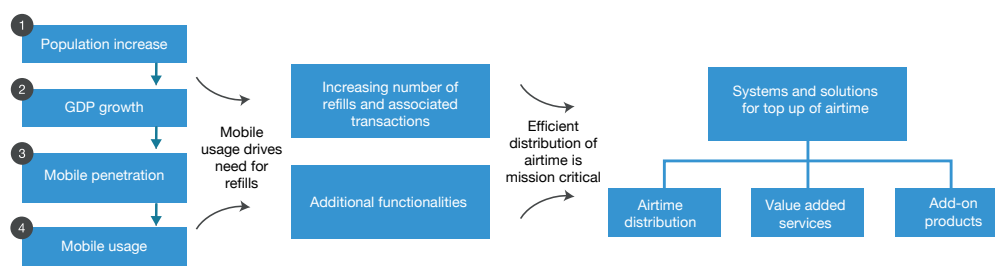 1
Population increase
2
GDP growth
3
Mobile penetration
4
Mobile usage
Mobile
usage drives
need for
refills
Increasing number of
refills and associated
transactions
Additional functionalities
Efficient
distribution of
airtime is
mission critical
Systems and solutions
for top up of airtime
Airtime
distribution
Value added
services
Add-on
products